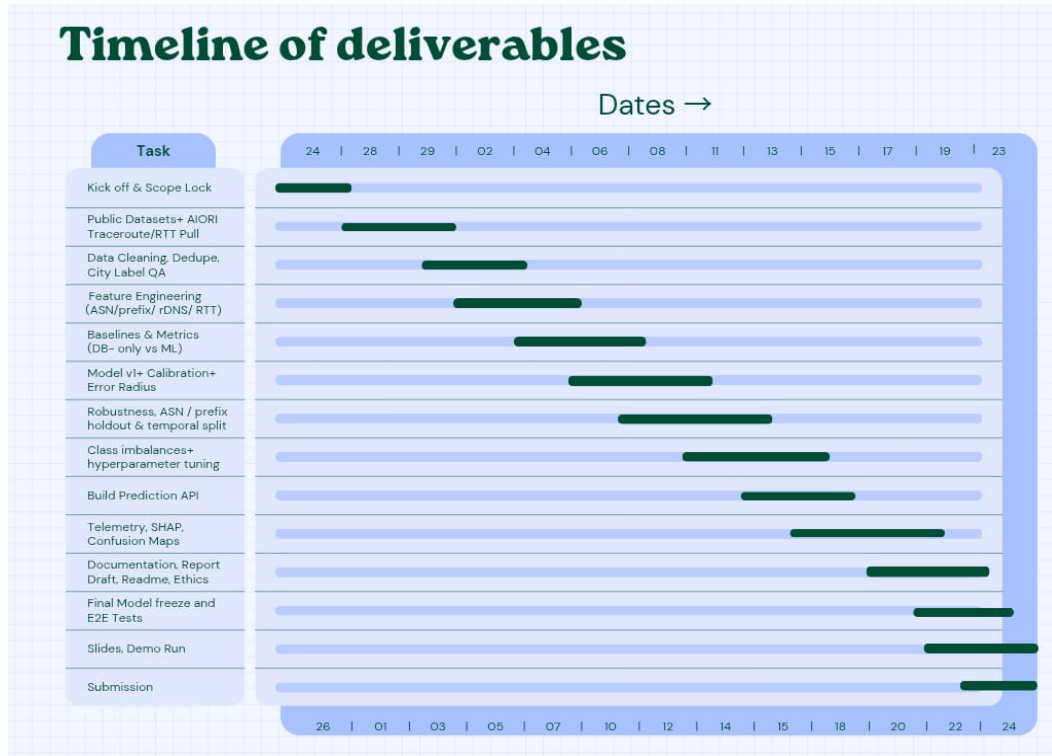 Timeline of deliverables
Dates →
Task
24 | 28 | 29 | 02 | 04 | 06 | 08 | 11 | 13 | 15 | 17 | 19 | 23
Kick off & Scope Lock
Public Datasets+ AIORI
Traceroute/RTT Pull
Data Cleaning, Dedupe,
City Label QA
Feature Engineering
(ASN/prefix/ rDNS/ RTT)
Baselines & Metrics
(DB- only vs ML)
Model v1+ Calibration+
Error Radius
Robustness, ASN / prefix
holdout & temporal split
Class imbalances+
hyperparameter tuning
Build Prediction API
Telemetry, SHAP,
Confusion Maps
Documentation, Report
Draft, Readme, Ethics
Final Model freeze and
E2E Tests
Slides, Demo Run
Submission
26 | 01 | 03 | 05 | 07 | 10 | 12 | 14 | 15 | 18 | 20 | 22 | 24